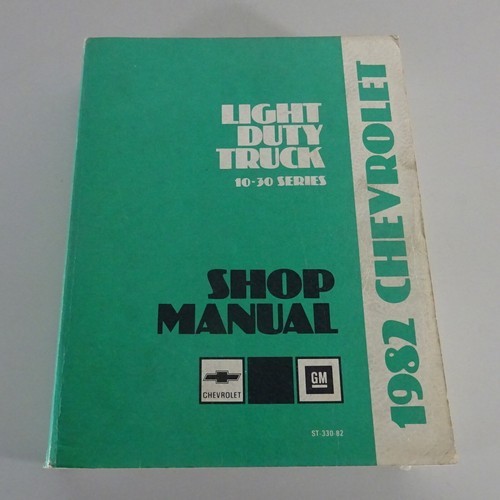 LIGHT
DUTY
TRUCK
10-30 SERIES
SHOP
MANUAL
CHEVROLET
GM
ST-330-82
1982 CHEVROLET